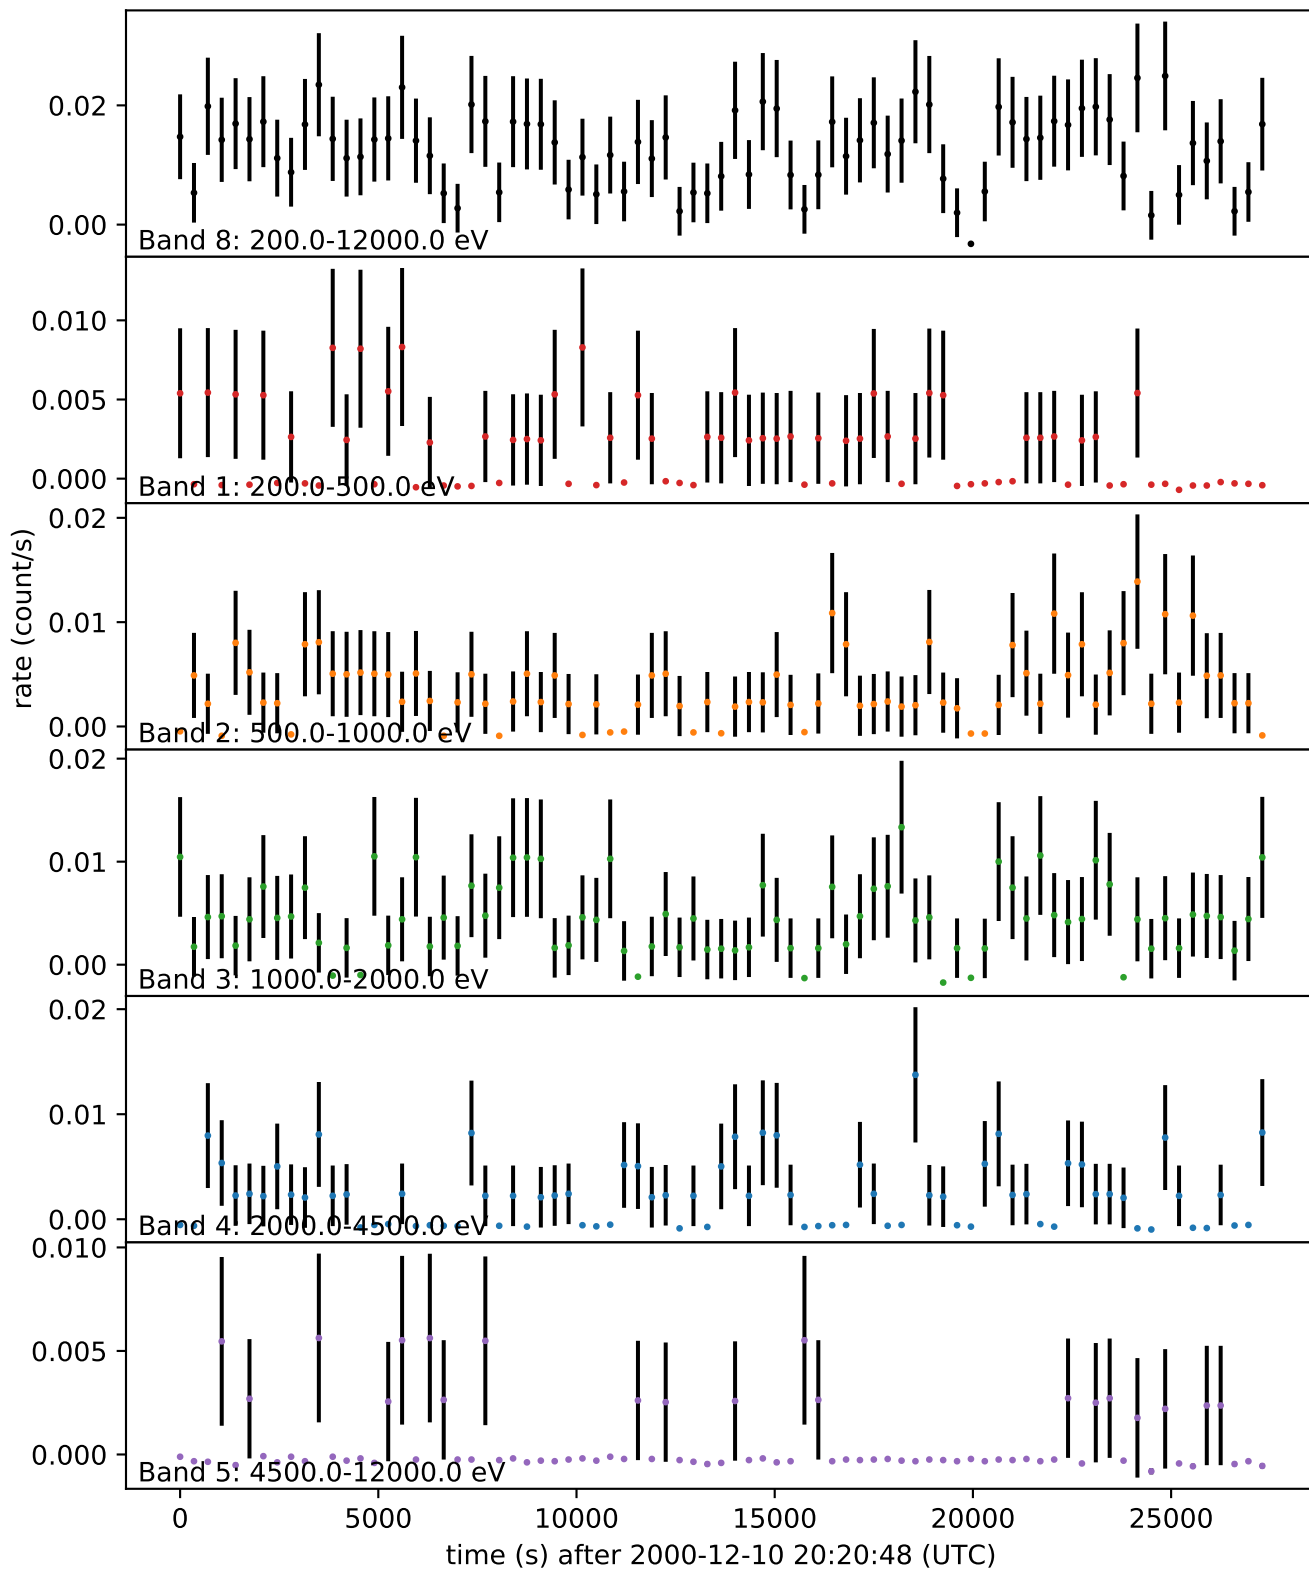 0.02
0.00
Band 8: 200.0-12000.0 eV
0.010
0.005
0.000
Band 1: 200.0-500.0 eV
0.02
0.01
0.00
Band 2: 500.0-1000.0 eV
rate (count/s)
0.02
0.01
0.00
Band 3: 1000.0-2000.0 eV
0.02
0.01
0.00
Band 4: 2000.0-4500.0 eV
0.010
0.005
0.000
Band 5: 4500.0-12000.0 eV
0 5000 10000 15000 20000 25000
time (s) after 2000-12-10 20:20:48 (UTC)